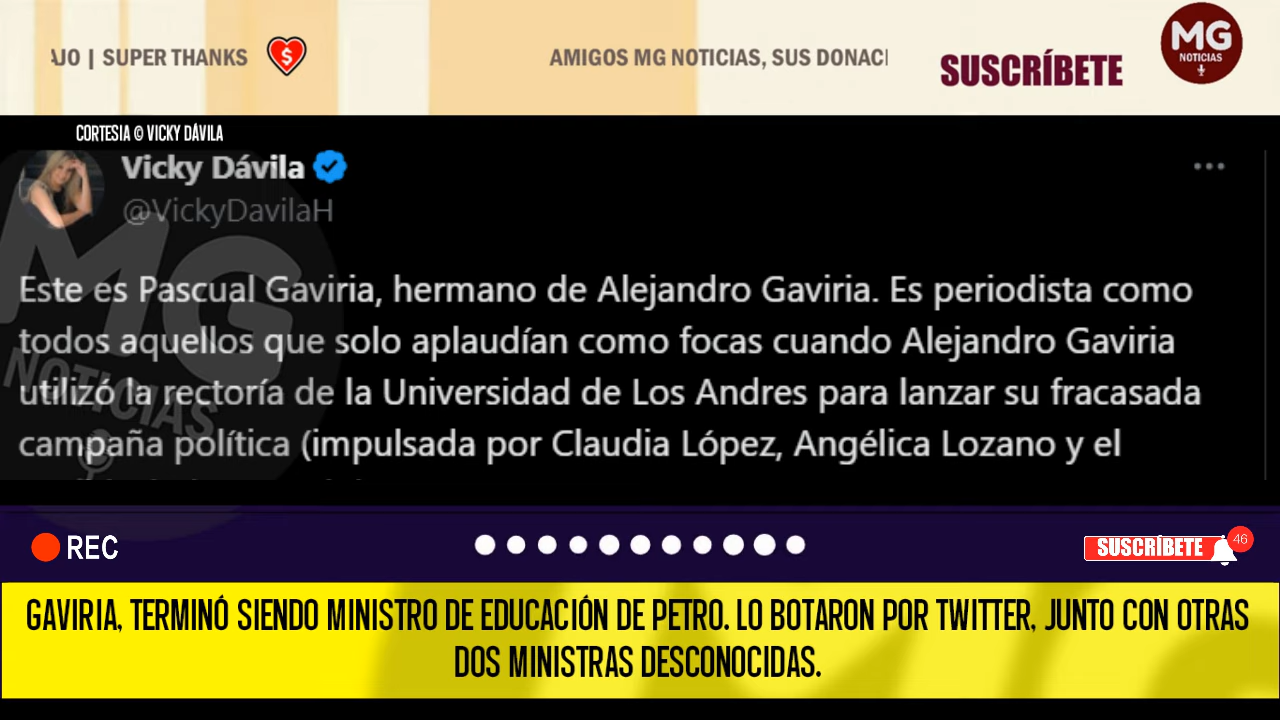 AJO | SUPER THANKS
$
AMIGOS MG NOTICIAS, SUS DONACI
SUSCRÍBETE
MG
NOTICIAS
CORTESIA © VICKY DÁVILA
Vicky Dávila
@VickyDavilaH
Este es Pascual Gaviria, hermano de Alejandro Gaviria. Es periodista como
todos aquellos que solo aplaudían como focas cuando Alejandro Gaviria
utilizó la rectoría de la Universidad de Los Andres para lanzar su fracasada
campaña política (impulsada por Claudia López, Angélica Lozano y el
MG
NOTICIAS
REC
SUSCRÍBETE
46
GAVIRIA, TERMINÓ SIENDO MINISTRO DE EDUCACIÓN DE PETRO. LO BOTARON POR TWITTER, JUNTO CON OTRAS
DOS MINISTRAS DESCONOCIDAS.